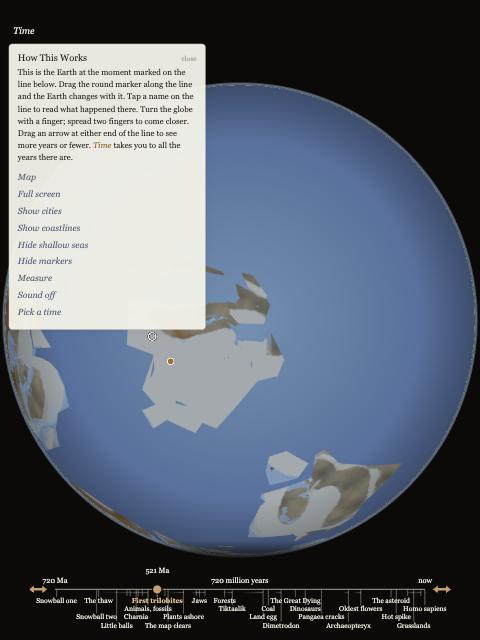 Time
How This Works
close
This is the Earth at the moment marked on the
line below. Drag the round marker along the line
and the Earth changes with it. Tap a name on the
line to read what happened there. Turn the globe
with a finger; spread two fingers to come closer.
Drag an arrow at either end of the line to see
more years or fewer. Time takes you to all the
years there are.
Map
Full screen
Show cities
Show coastlines
Hide shallow seas
Hide markers
Measure
Sound off
Pick a time
521 Ma
720 Ma
720 million years
now
Snowball one
The thaw
First trilobites
Jaws
Forests
The Great Dying
The asteroid
Animals, fossils
Tiktaalik
Coal
Dinosaurs
Oldest flowers
Homo sapiens
Snowball two
Charnia
Plants ashore
Land egg
Pangaea cracks
Hot spike
Little balls
The map clears
Dimetrodon
Archaeopteryx
Grasslands